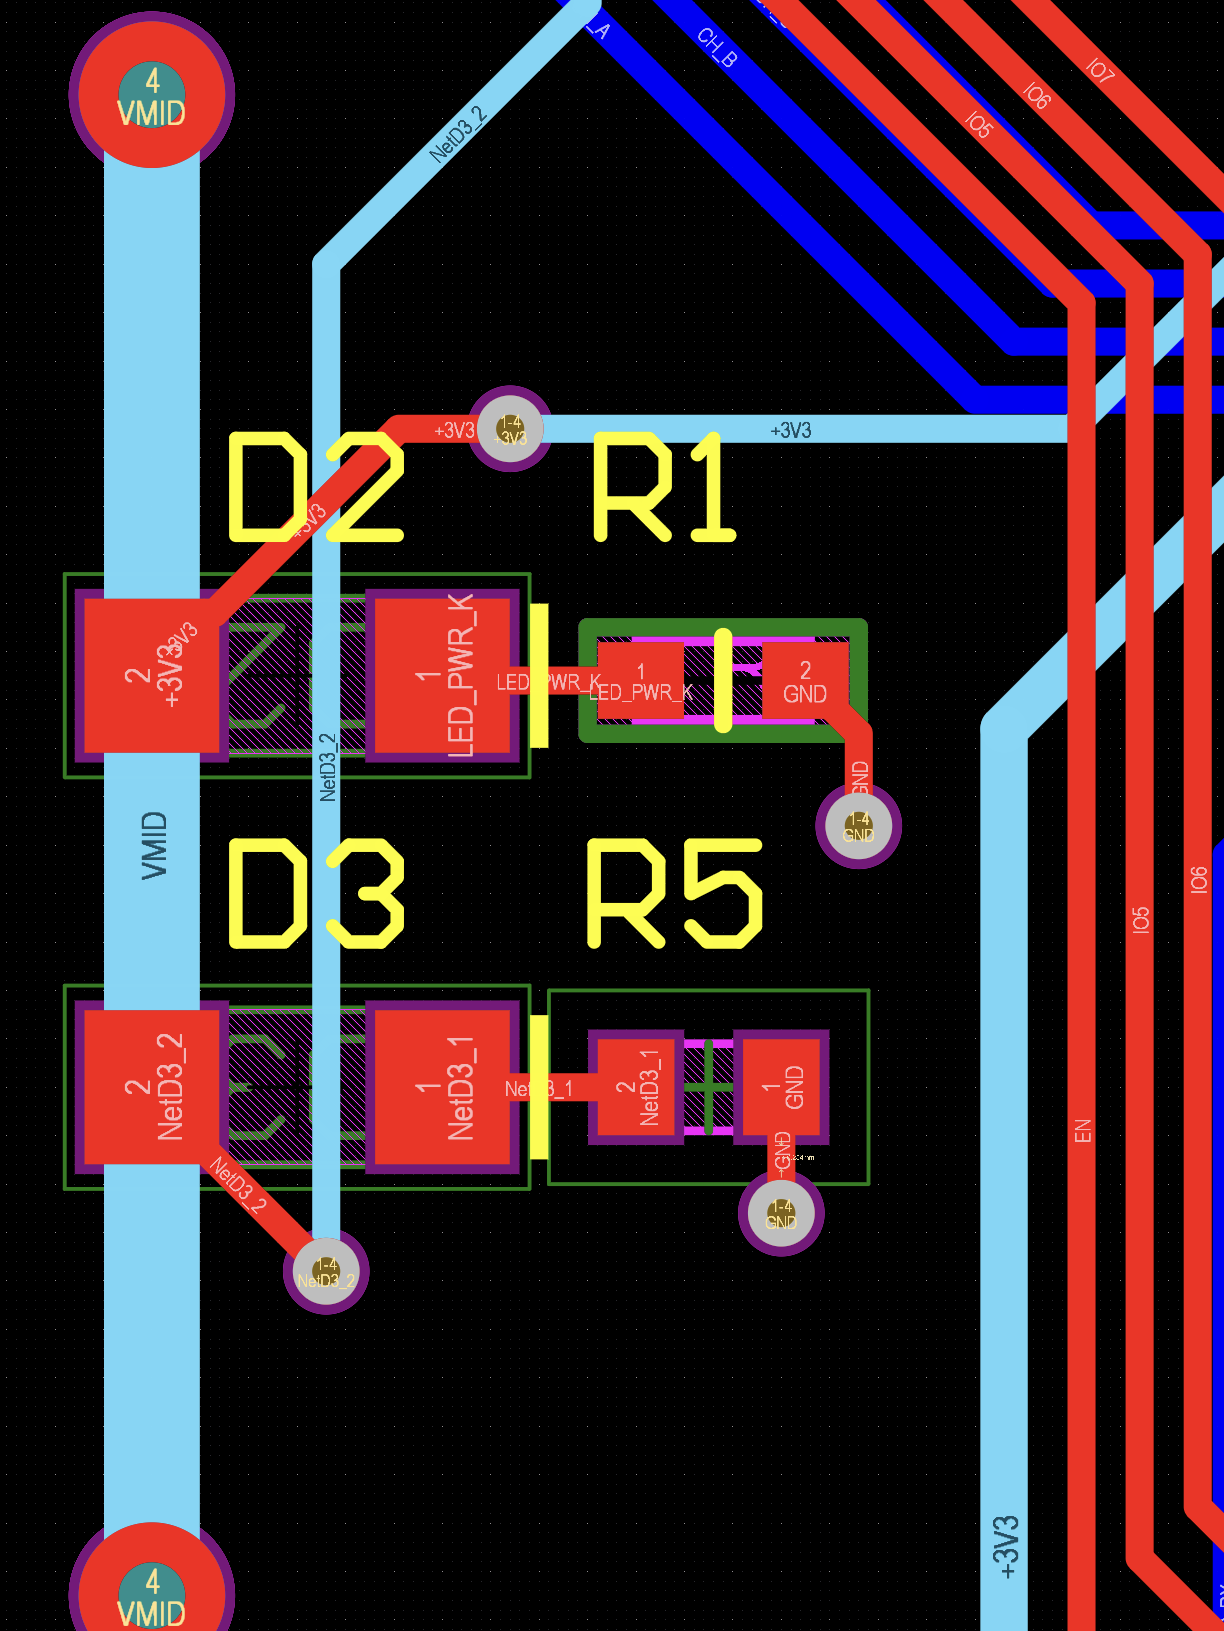 4
VMID
_A
CH_B
IO7
IO6
IO5
NetD3_2
1-4
+3V3
+3V3
+3V3
D2
R1
+3V3
+3V3
2
+3V3
1
LED_PWR_K
LED_PWR_K
1
LED_PWR_K
2
GND
NetD3_2
GND
1-4
GND
VMID
D3
R5
IO6
IO5
2
NetD3_2
1
NetD3_1
NetD3_1
2
NetD3_1
1
GND
EN
GND
NetD3_2
1-4
GND
1-4
NetD3_2
+3V3
4
VMID